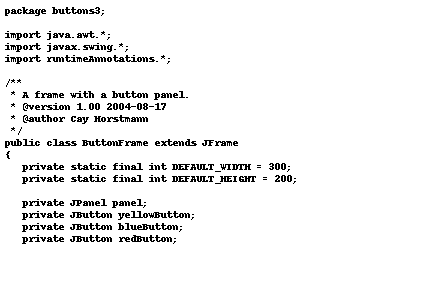 package buttons3;

import java.awt.*;
import javax.swing.*;
import runtimeAnnotations.*;

/**
 * A frame with a button panel.
 * @version 1.00 2004-08-17
 * @author Cay Horstmann
 */
public class ButtonFrame extends JFrame
{
   private static final int DEFAULT_WIDTH = 300;
   private static final int DEFAULT_HEIGHT = 200;

   private JPanel panel;
   private JButton yellowButton;
   private JButton blueButton;
   private JButton redButton;